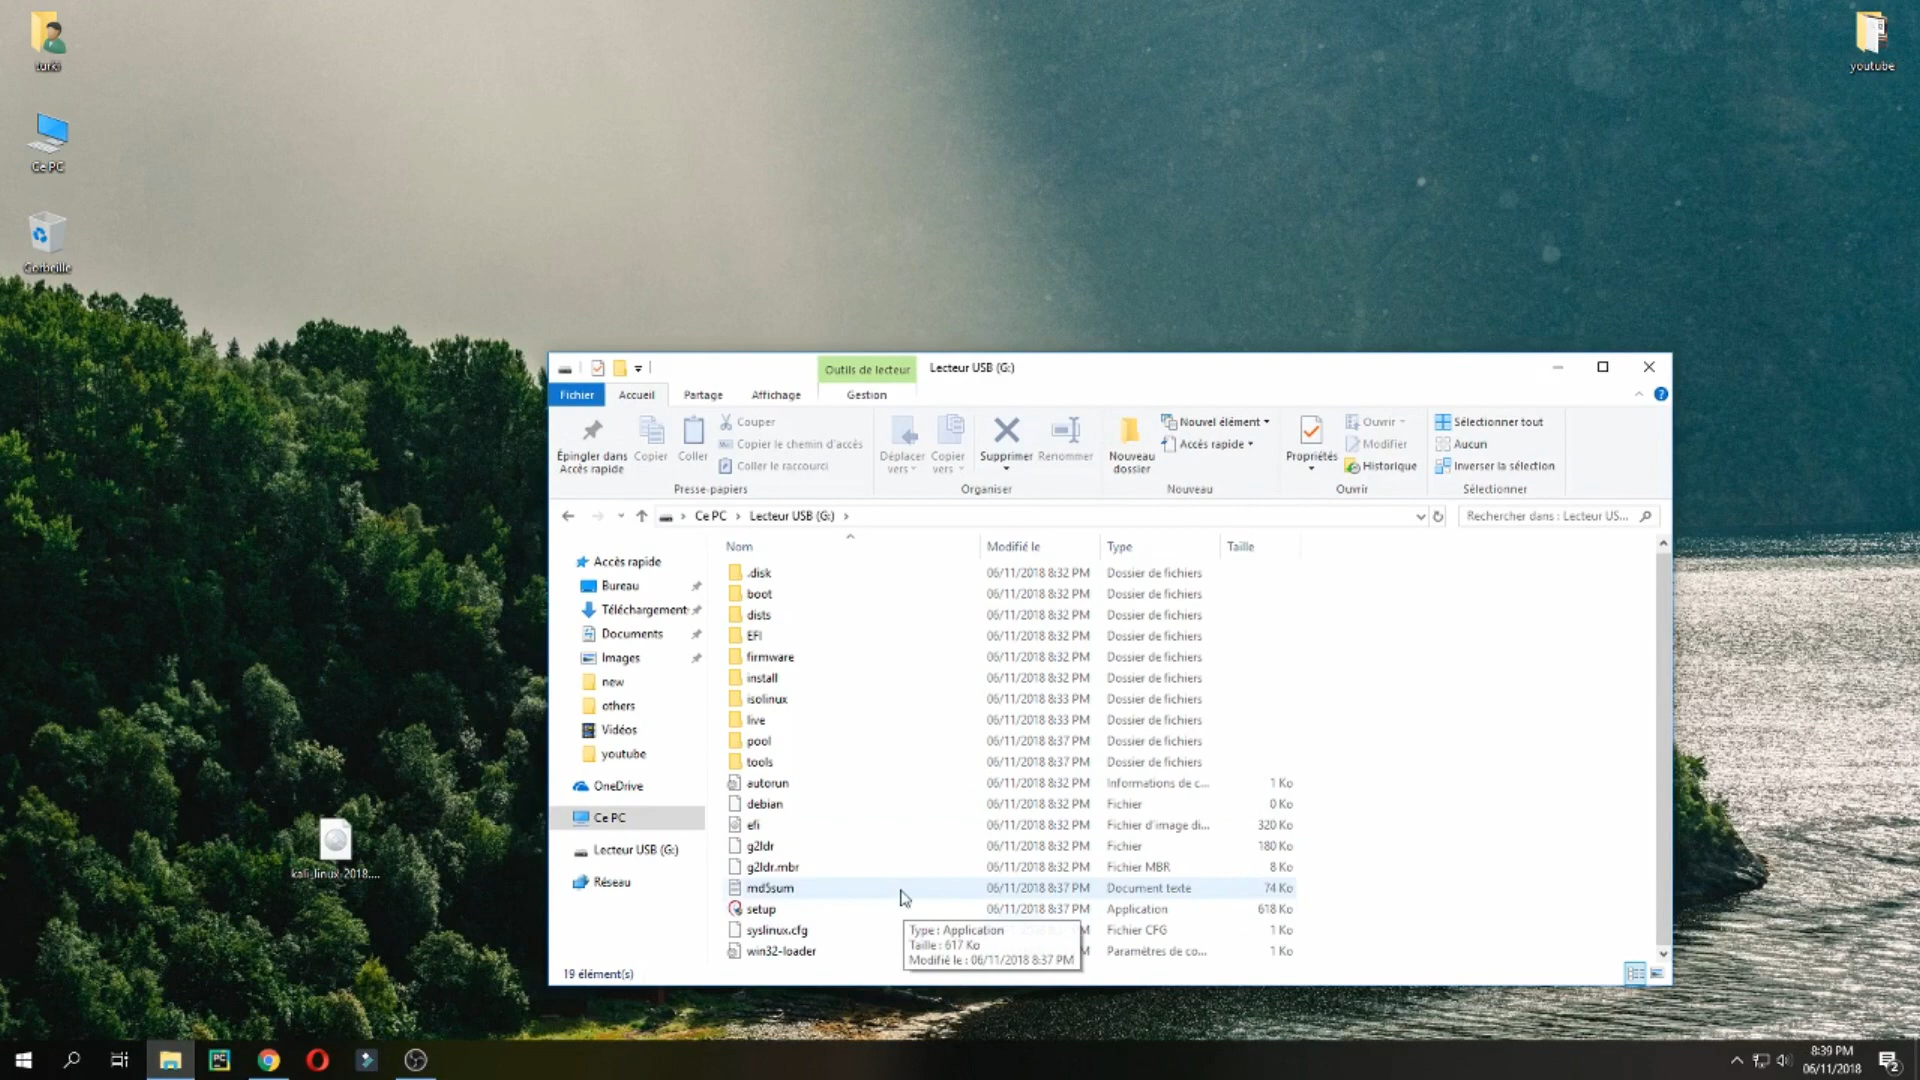 turki
youtube
Ce PC
Corbeille
kali_linux-2018....
Outils de lecteur
Lecteur USB (G:)
Fichier
Accueil
Partage
Affichage
Gestion
Épingler dans Accès rapide
Copier
Coller
Couper
Copier le chemin d'accès
Coller le raccourci
Déplacer vers
Copier vers
Supprimer
Renommer
Nouveau dossier
Nouvel élément
Accès rapide
Propriétés
Ouvrir
Modifier
Historique
Sélectionner tout
Aucun
Inverser la sélection
Presse-papiers
Organiser
Nouveau
Ouvrir
Sélectionner
Ce PC > Lecteur USB (G:) >
Rechercher dans : Lecteur US...
Accès rapide
Bureau
Téléchargement
Documents
Images
new
others
Vidéos
youtube
OneDrive
Ce PC
Lecteur USB (G:)
Réseau
Nom Modifié le Type Taille
.disk 06/11/2018 8:32 PM Dossier de fichiers
boot 06/11/2018 8:32 PM Dossier de fichiers
dists 06/11/2018 8:32 PM Dossier de fichiers
EFI 06/11/2018 8:32 PM Dossier de fichiers
firmware 06/11/2018 8:32 PM Dossier de fichiers
install 06/11/2018 8:32 PM Dossier de fichiers
isolinux 06/11/2018 8:33 PM Dossier de fichiers
live 06/11/2018 8:33 PM Dossier de fichiers
pool 06/11/2018 8:37 PM Dossier de fichiers
tools 06/11/2018 8:37 PM Dossier de fichiers
autorun 06/11/2018 8:32 PM Informations de c... 1 Ko
debian 06/11/2018 8:32 PM Fichier 0 Ko
efi 06/11/2018 8:32 PM Fichier d'image di... 320 Ko
g2ldr 06/11/2018 8:32 PM Fichier 180 Ko
g2ldr.mbr 06/11/2018 8:32 PM Fichier MBR 8 Ko
md5sum 06/11/2018 8:37 PM Document texte 74 Ko
setup 06/11/2018 8:37 PM Application 618 Ko
syslinux.cfg M Fichier CFG 1 Ko
win32-loader M Paramètres de co... 1 Ko
Type : Application
Taille : 617 Ko
Modifié le : 06/11/2018 8:37 PM
19 élément(s)
PC
8:39 PM
06/11/2018
2